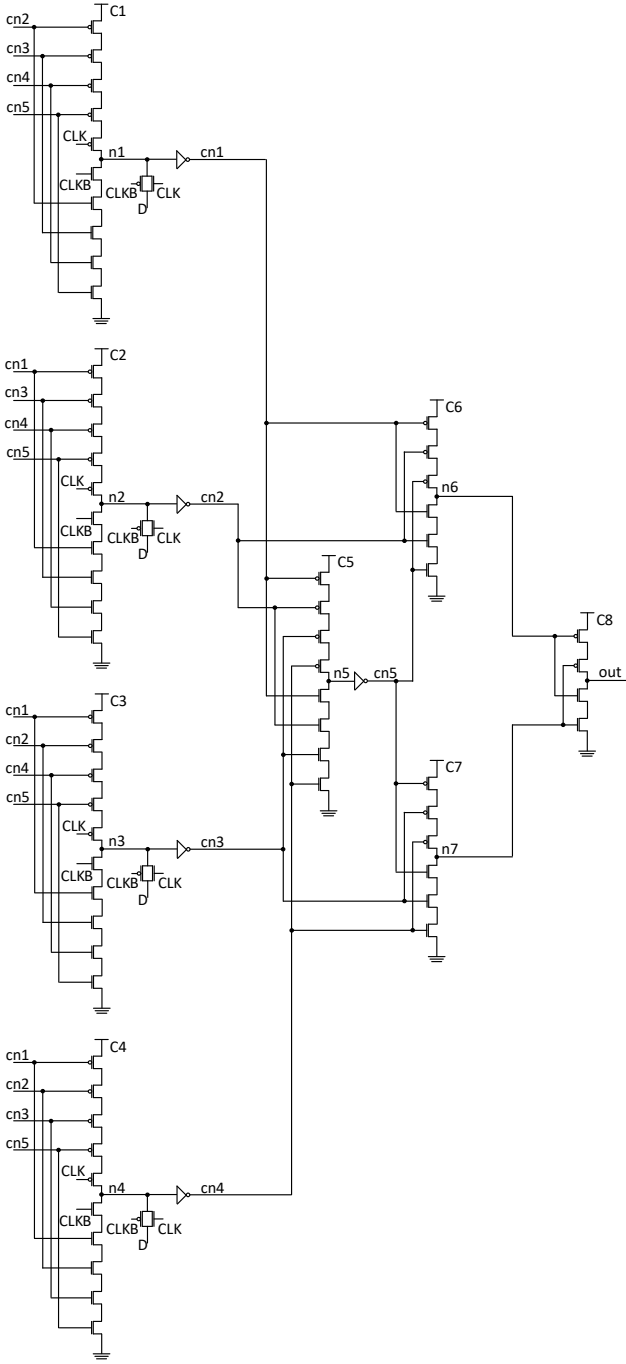 C1
cn2
cn3
cn4
cn5
CLK
n1
cn1
CLKB
CLKB
CLK
D
C2
cn1
cn3
cn4
cn5
CLK
n2
cn2
CLKB
CLKB
CLK
D
C3
cn1
cn2
cn4
cn5
CLK
n3
cn3
CLKB
CLKB
CLK
D
C4
cn1
cn2
cn3
cn5
CLK
n4
cn4
CLKB
CLKB
CLK
D
C5
n5
cn5
C6
n6
C7
n7
C8
out